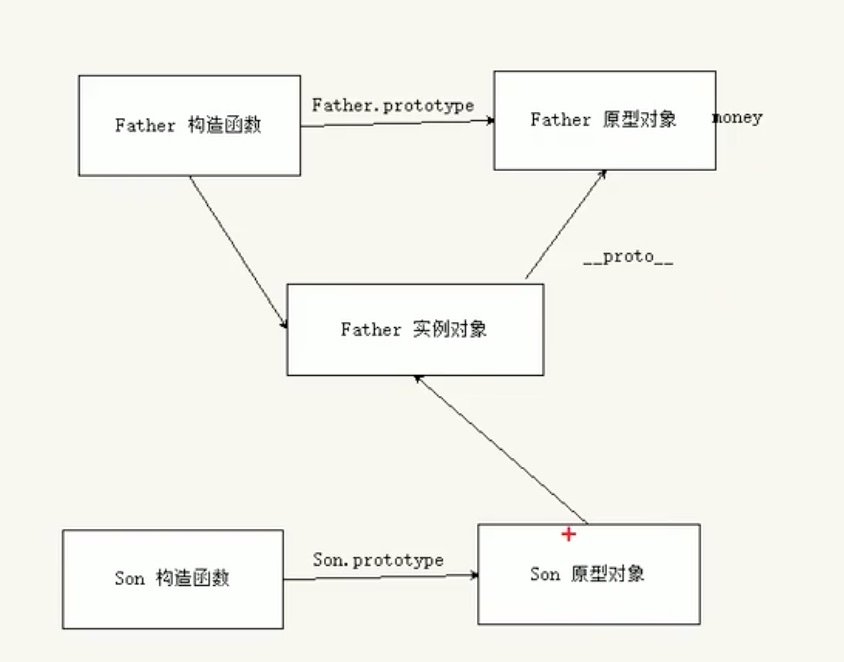 Father.prototype
Father 构造函数
Father 原型对象
money
__proto__
Father 实例对象
Son.prototype
Son 构造函数
Son 原型对象